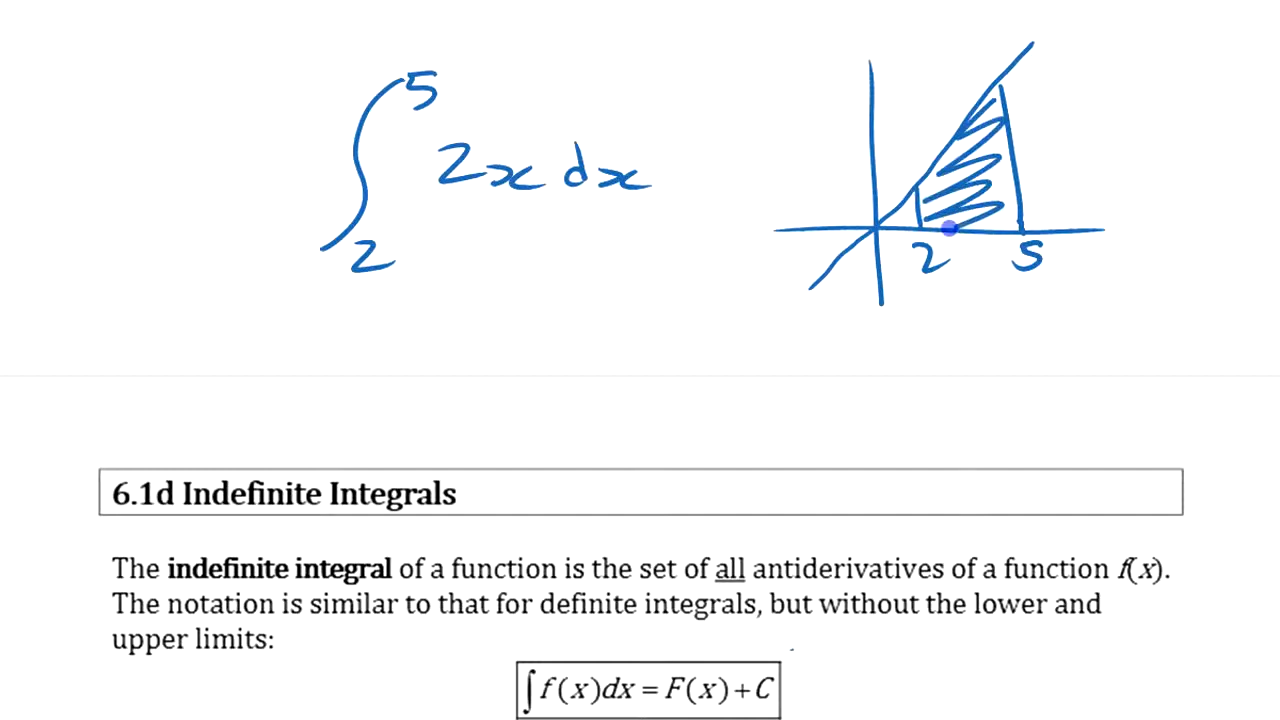 ∫₂⁵ 2x dx
2 5
6.1d Indefinite Integrals
The indefinite integral of a function is the set of all antiderivatives of a function f(x).
The notation is similar to that for definite integrals, but without the lower and
upper limits:
∫ f(x)dx = F(x)+C